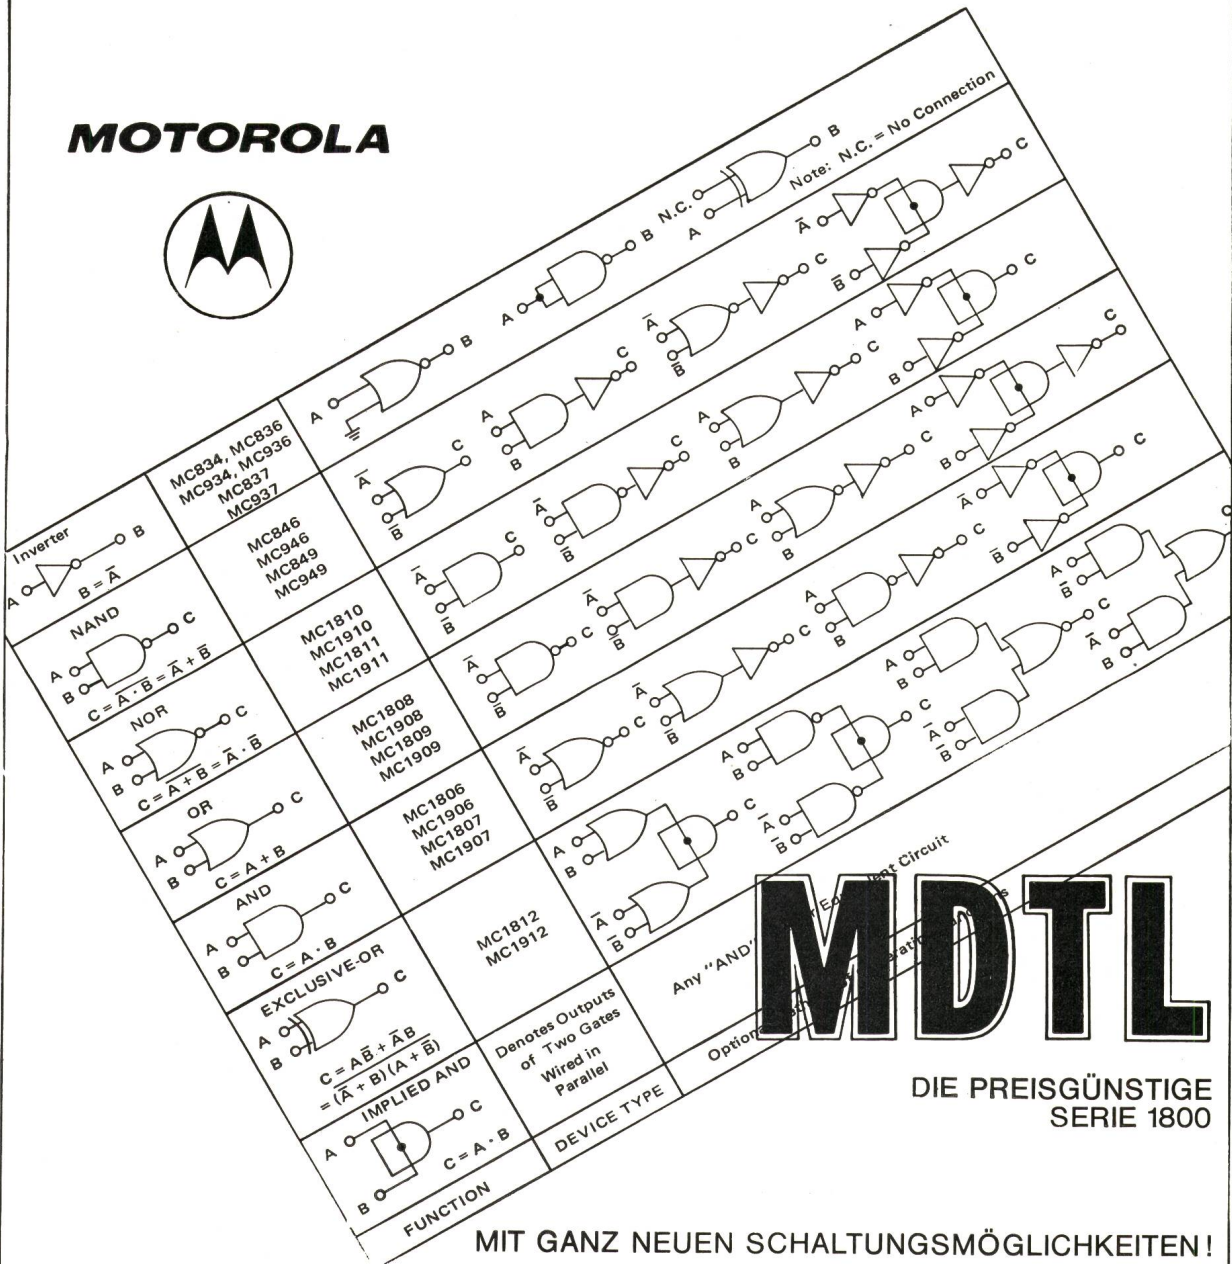 MOTOROLA
Note: N.C. = No Connection
N.C.
A
B
A
B
A
B
Inverter
A
B
B = A̅
MC834, MC836
MC934, MC936
MC837
MC937
NAND
A
B
C
C = A̅ ̅·̅ ̅B̅ = A̅ + B̅
MC846
MC946
MC849
MC949
A̅
B̅
C
A
B
C
A̅
B̅
C
A̅
B̅
C
NOR
A
B
C
C = A̅ ̅+̅ ̅B̅ = A̅ · B̅
MC1810
MC1910
MC1811
MC1911
A̅
B̅
C
A̅
B̅
C
A
B
C
A
B
C
OR
A
B
C
C = A + B
MC1808
MC1908
MC1809
MC1909
A̅
B̅
C
A̅
B̅
C
A
B
C
A
B
C
AND
A
B
C
C = A · B
MC1806
MC1906
MC1807
MC1907
A̅
B̅
C
A̅
B̅
C
A
B
C
A̅
B̅
C
EXCLUSIVE-OR
A
B
C
C = AB̅ + A̅B
= (A̅ + B) (A + B̅)
MC1812
MC1912
A
B
A̅
B̅
C
A
B
A̅
B̅
C
A
B
A̅
B̅
C
A
B̅
A̅
B
IMPLIED AND
A
B
C
C = A · B
Denotes Outputs
of Two Gates
Wired in
Parallel
Any "AND" Equivalent Circuit
FUNCTION
DEVICE TYPE
MDTL
DIE PREISGÜNSTIGE
SERIE 1800
MIT GANZ NEUEN SCHALTUNGSMÖGLICHKEITEN!